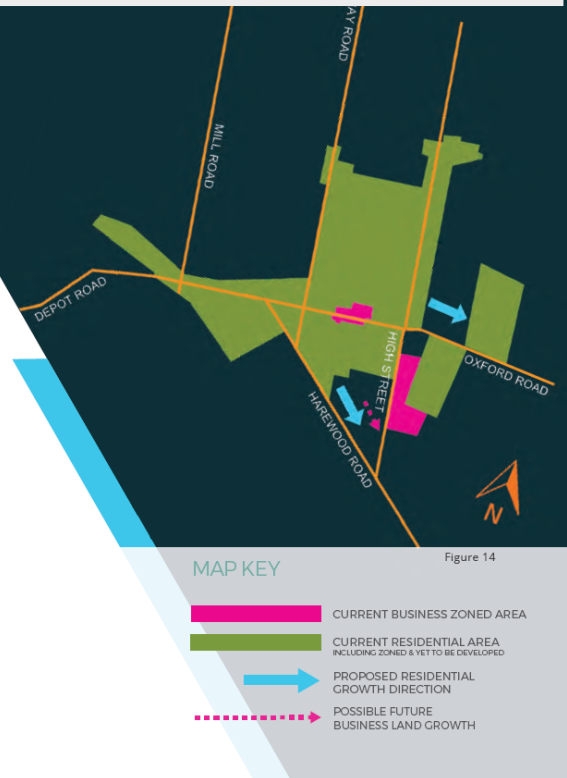 AY ROAD
MILL ROAD
DEPOT ROAD
HIGH STREET
OXFORD ROAD
HAREWOOD ROAD
N
Figure 14
MAP KEY
CURRENT BUSINESS ZONED AREA
CURRENT RESIDENTIAL AREA
INCLUDING ZONED & YET TO BE DEVELOPED
PROPOSED RESIDENTIAL
GROWTH DIRECTION
POSSIBLE FUTURE
BUSINESS LAND GROWTH